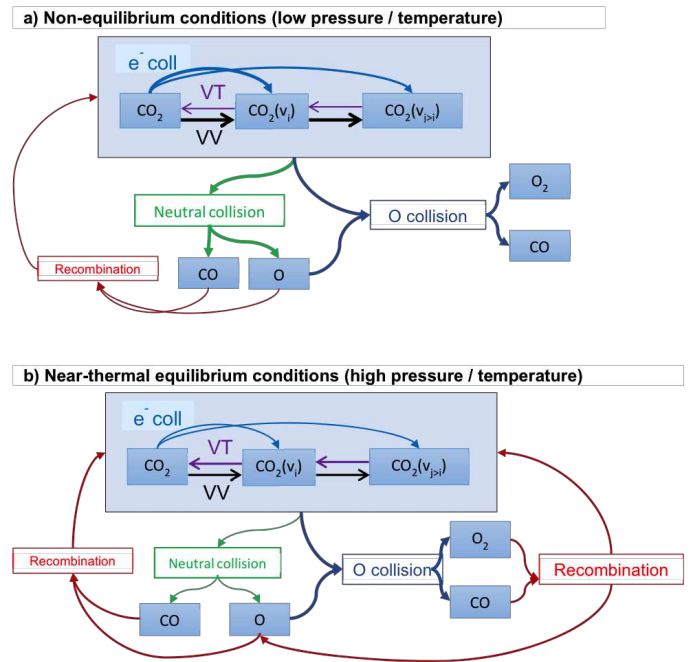 a) Non-equilibrium conditions (low pressure / temperature)
e⁻ coll
VT
CO₂
CO₂(vᵢ)
CO₂(vⱼ>ᵢ)
VV
O₂
Neutral collision
O collision
CO
Recombination
CO
O
b) Near-thermal equilibrium conditions (high pressure / temperature)
e⁻ coll
VT
CO₂
CO₂(vᵢ)
CO₂(vⱼ>ᵢ)
VV
O₂
Recombination
Neutral collision
O collision
Recombination
CO
CO
O